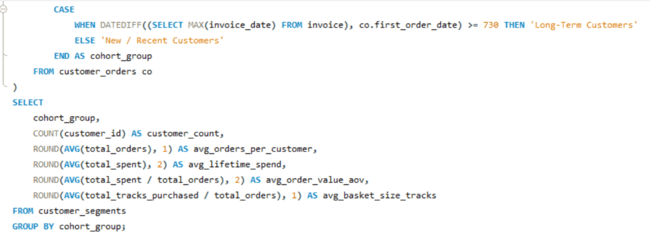 CASE
WHEN DATEDIFF((SELECT MAX(invoice_date) FROM invoice), co.first_order_date) >= 730 THEN 'Long-Term Customers'
ELSE 'New / Recent Customers'
END AS cohort_group
FROM customer_orders co
)
SELECT
cohort_group,
COUNT(customer_id) AS customer_count,
ROUND(AVG(total_orders), 1) AS avg_orders_per_customer,
ROUND(AVG(total_spent), 2) AS avg_lifetime_spend,
ROUND(AVG(total_spent / total_orders), 2) AS avg_order_value_aov,
ROUND(AVG(total_tracks_purchased / total_orders), 1) AS avg_basket_size_tracks
FROM customer_segments
GROUP BY cohort_group;